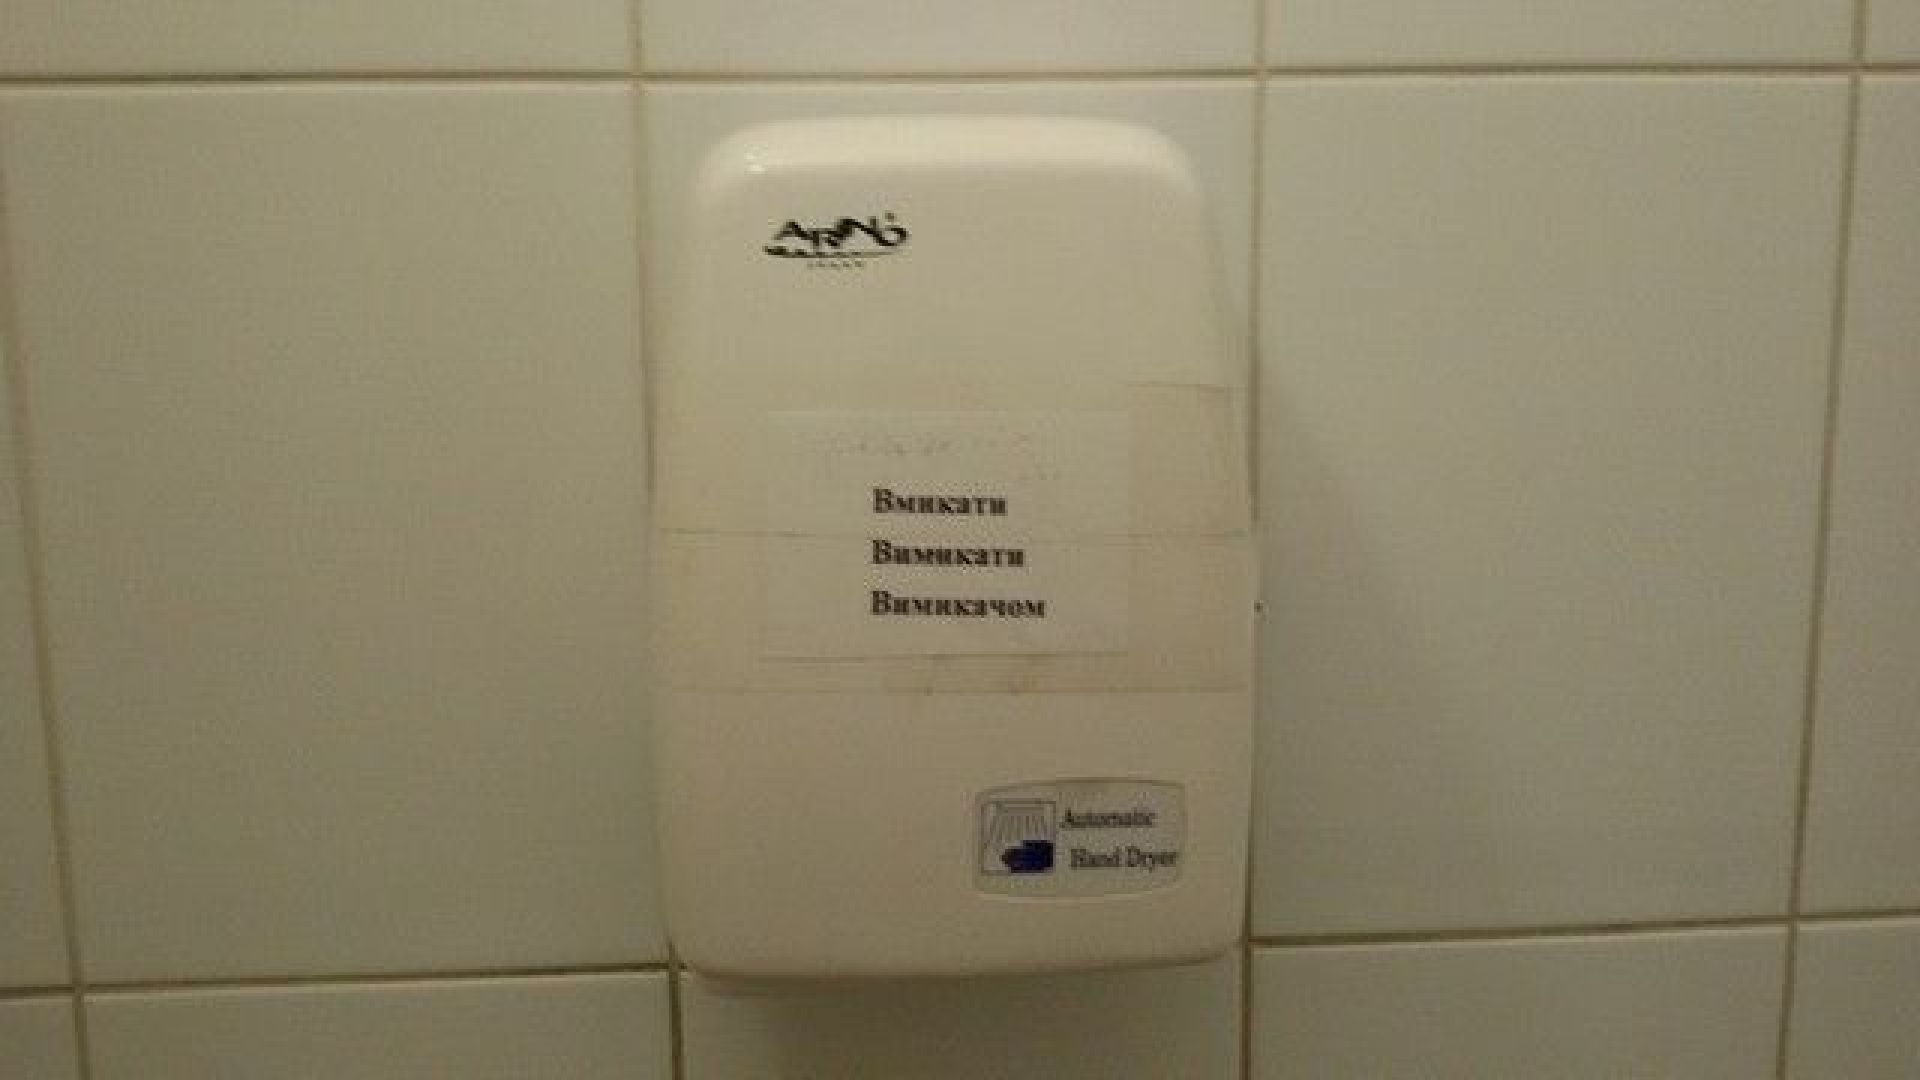 Вмикати
Вимикати
Вимикачом
Automatic
Hand Dryer